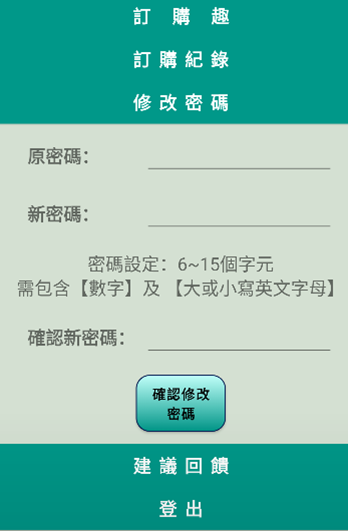 訂 購 趣
訂購紀錄
修改密碼
原密碼：
新密碼：
密碼設定：6~15個字元
需包含【數字】及 【大或小寫英文字母】
確認新密碼：
確認修改
密碼
建議回饋
登出